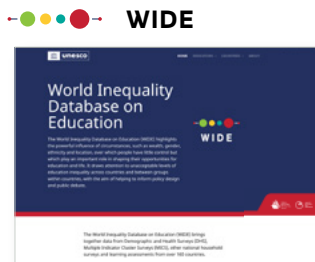 WIDE
unesco
HOME
ABOUT
World Inequality
Database on
Education
The World Inequality Database on Education (WIDE) highlights
the powerful influence of circumstances, such as wealth, gender,
ethnicity and location, over which people have little control but
which play an important role in shaping their opportunities for
education and life. It draws attention to unacceptable levels of
education inequality across countries and between groups
within countries, with the aim of helping to inform policy design
and public debate.
WIDE
The World Inequality Database on Education (WIDE) brings
together data from Demographic and Health Surveys (DHS),
Multiple Indicator Cluster Surveys (MICS), other national household
surveys and learning assessments from over 160 countries.